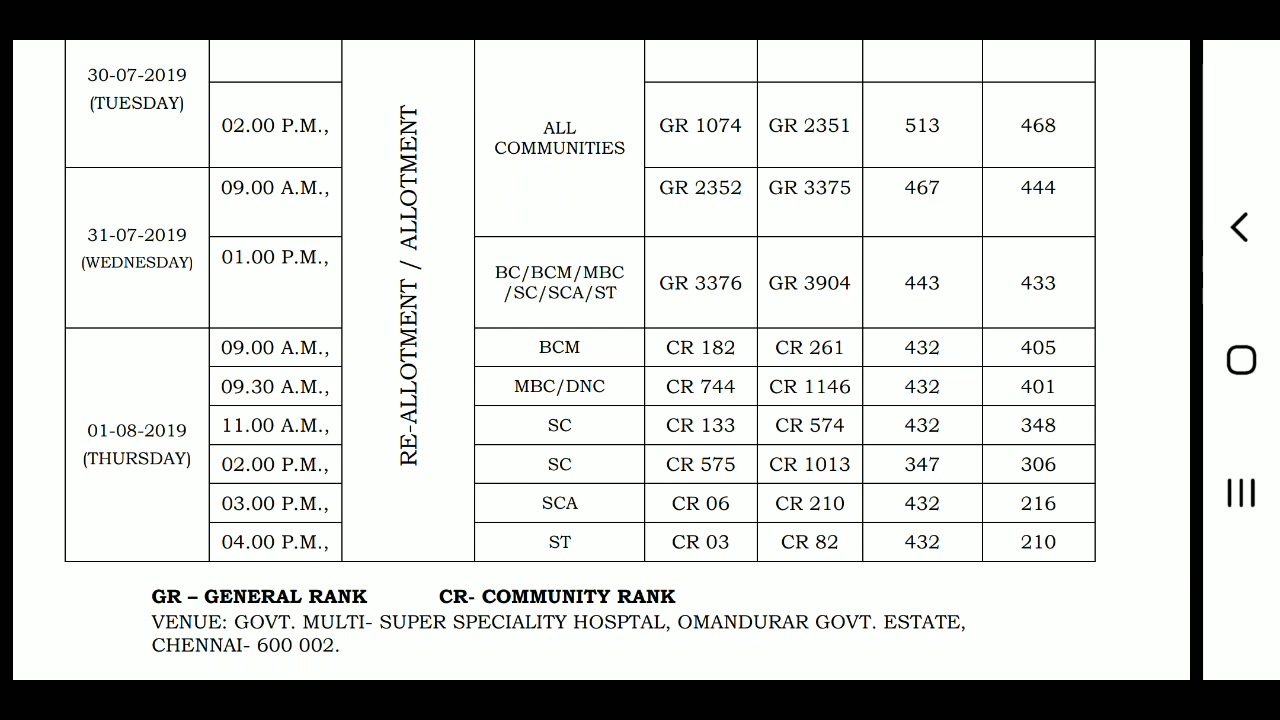 30-07-2019
(TUESDAY)
02.00 P.M.,
RE-ALLOTMENT / ALLOTMENT
ALL
COMMUNITIES
GR 1074 GR 2351 513 468
31-07-2019
(WEDNESDAY)
09.00 A.M., GR 2352 GR 3375 467 444
01.00 P.M., BC/BCM/MBC
/SC/SCA/ST GR 3376 GR 3904 443 433
01-08-2019
(THURSDAY)
09.00 A.M., BCM CR 182 CR 261 432 405
09.30 A.M., MBC/DNC CR 744 CR 1146 432 401
11.00 A.M., SC CR 133 CR 574 432 348
02.00 P.M., SC CR 575 CR 1013 347 306
03.00 P.M., SCA CR 06 CR 210 432 216
04.00 P.M., ST CR 03 CR 82 432 210
GR – GENERAL RANK CR- COMMUNITY RANK
VENUE: GOVT. MULTI- SUPER SPECIALITY HOSPTAL, OMANDURAR GOVT. ESTATE,
CHENNAI- 600 002.